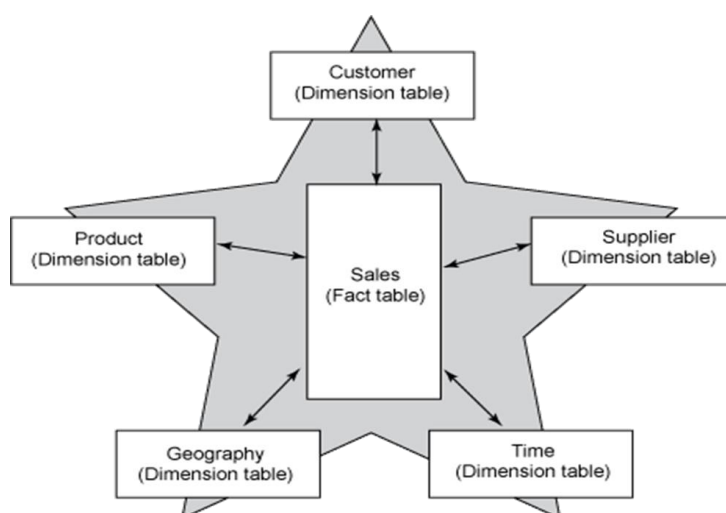 Customer
(Dimension table)
Product
(Dimension table)
Supplier
(Dimension table)
Sales
(Fact table)
Geography
(Dimension table)
Time
(Dimension table)